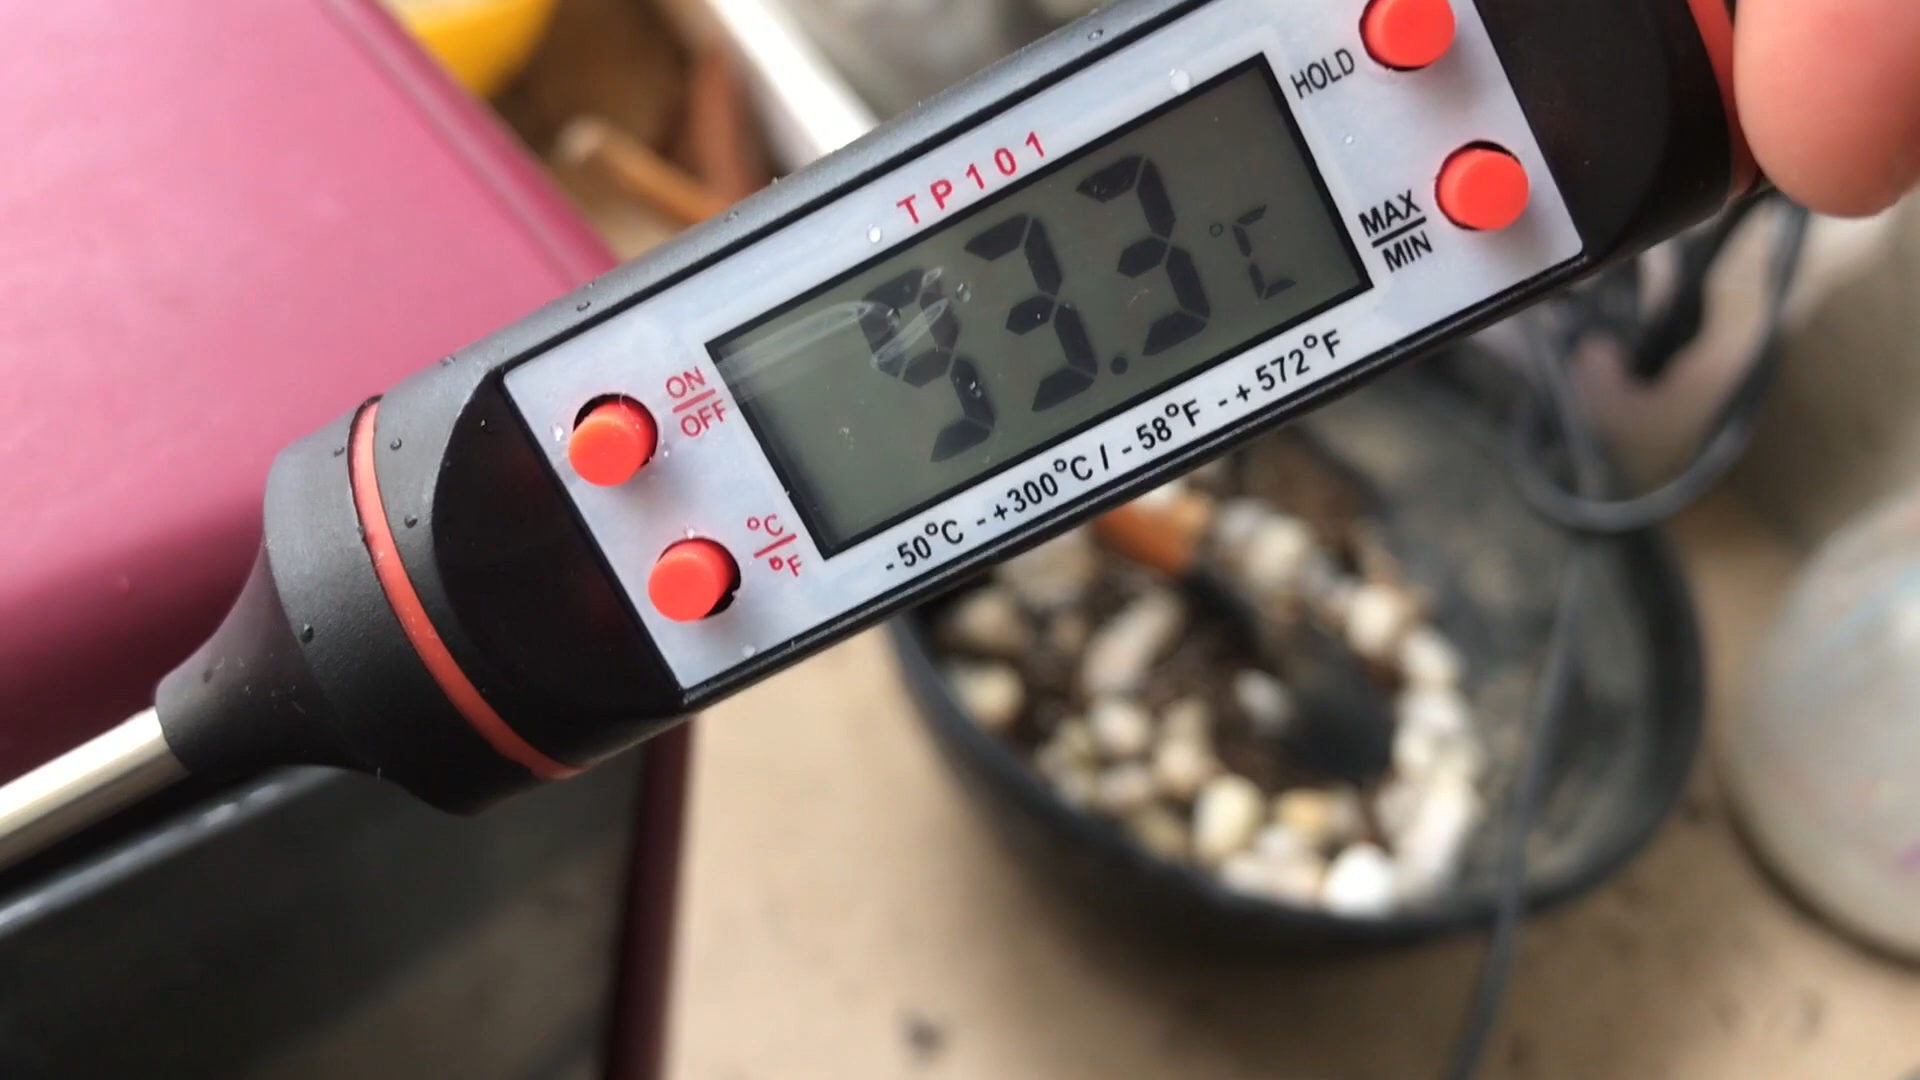 TP101
93.3 °C
HOLD
MAX
MIN
ON
OFF
°C
°F
-50°C -+300°C / -58°F -+572°F